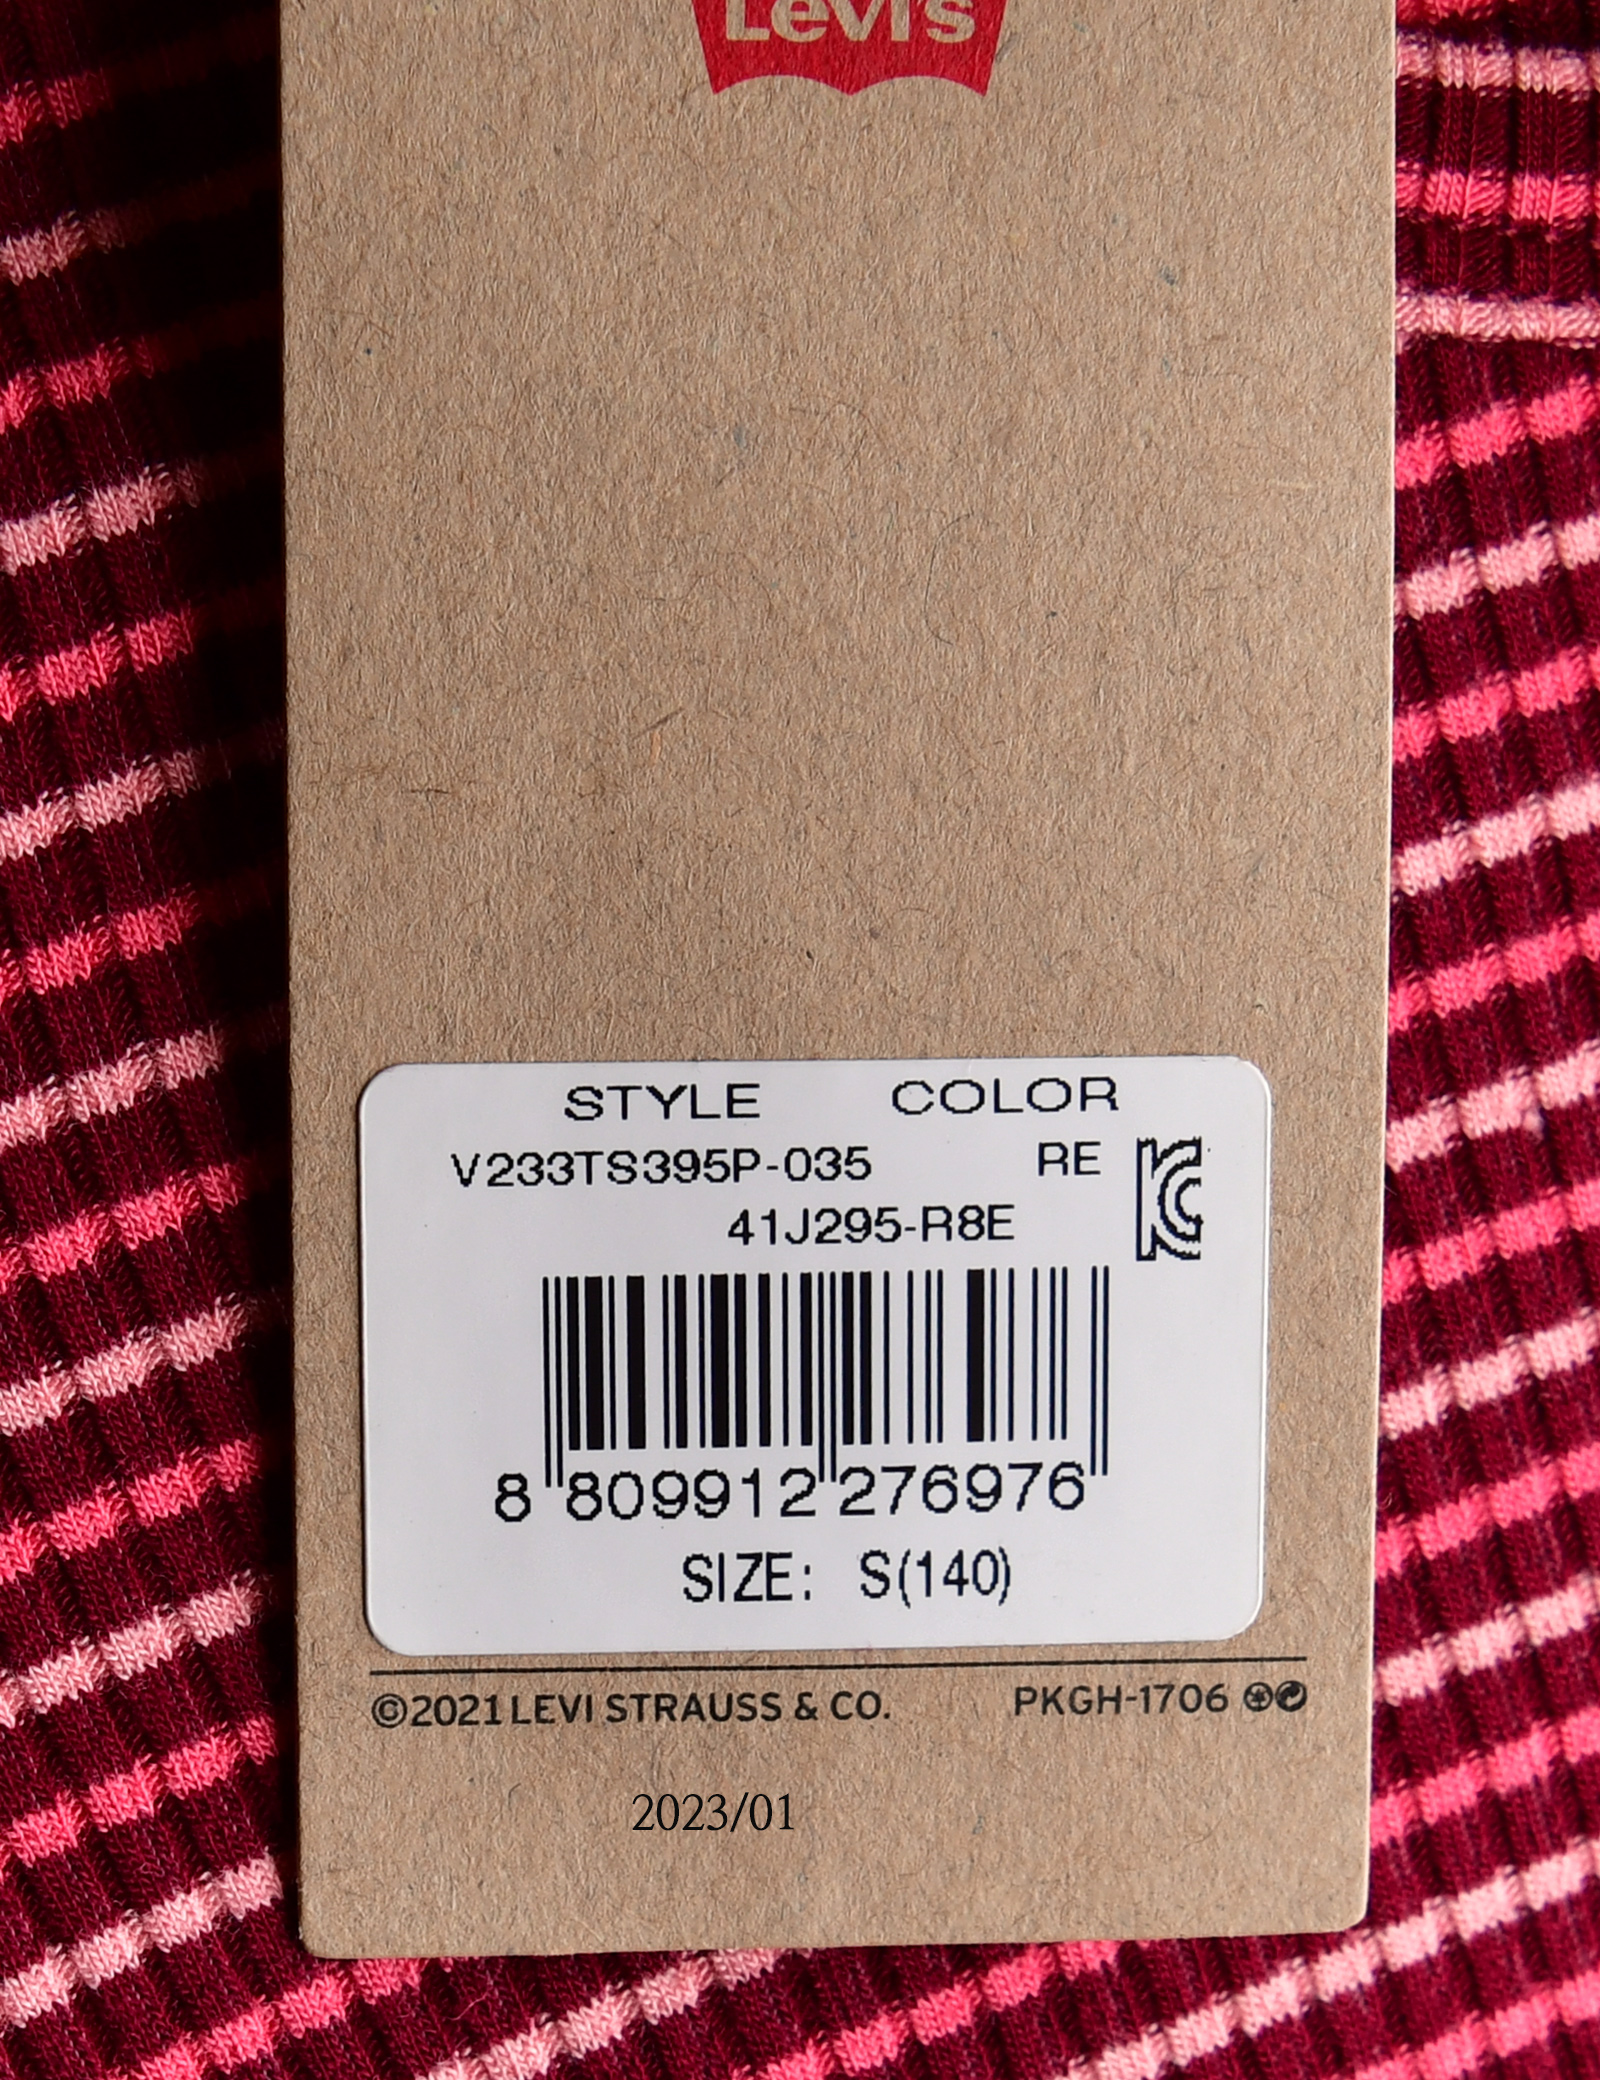 Levi's
STYLE COLOR
V233TS395P-035 RE
41J295-R8E
8 809912 276976
SIZE: S(140)
©2021 LEVI STRAUSS & CO. PKGH-1706
2023/01